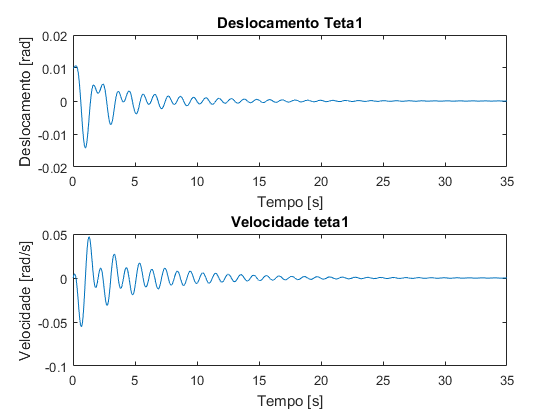 Deslocamento Teta1
Deslocamento [rad]
0.02
0.01
0
-0.01
-0.02
0 5 10 15 20 25 30 35
Tempo [s]
Velocidade teta1
Velocidade [rad/s]
0.05
0
-0.05
-0.1
0 5 10 15 20 25 30 35
Tempo [s]